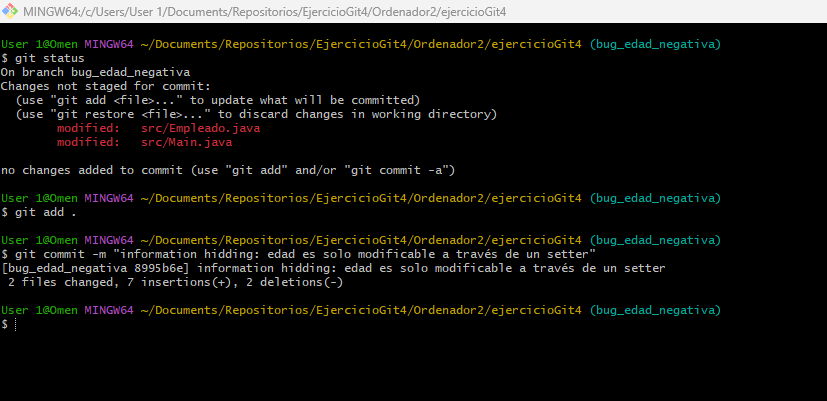 MINGW64:/c/Users/User 1/Documents/Repositorios/EjercicioGit4/Ordenador2/ejercicioGit4
User 1@Omen MINGW64 ~/Documents/Repositorios/EjercicioGit4/Ordenador2/ejercicioGit4 (bug_edad_negativa)
$ git status
On branch bug_edad_negativa
Changes not staged for commit:
  (use "git add <file>..." to update what will be committed)
  (use "git restore <file>..." to discard changes in working directory)
        modified:   src/Empleado.java
        modified:   src/Main.java
no changes added to commit (use "git add" and/or "git commit -a")
User 1@Omen MINGW64 ~/Documents/Repositorios/EjercicioGit4/Ordenador2/ejercicioGit4 (bug_edad_negativa)
$ git add .
User 1@Omen MINGW64 ~/Documents/Repositorios/EjercicioGit4/Ordenador2/ejercicioGit4 (bug_edad_negativa)
$ git commit -m "information hidding: edad es solo modificable a través de un setter"
[bug_edad_negativa 8995b6e] information hidding: edad es solo modificable a través de un setter
 2 files changed, 7 insertions(+), 2 deletions(-)
User 1@Omen MINGW64 ~/Documents/Repositorios/EjercicioGit4/Ordenador2/ejercicioGit4 (bug_edad_negativa)
$